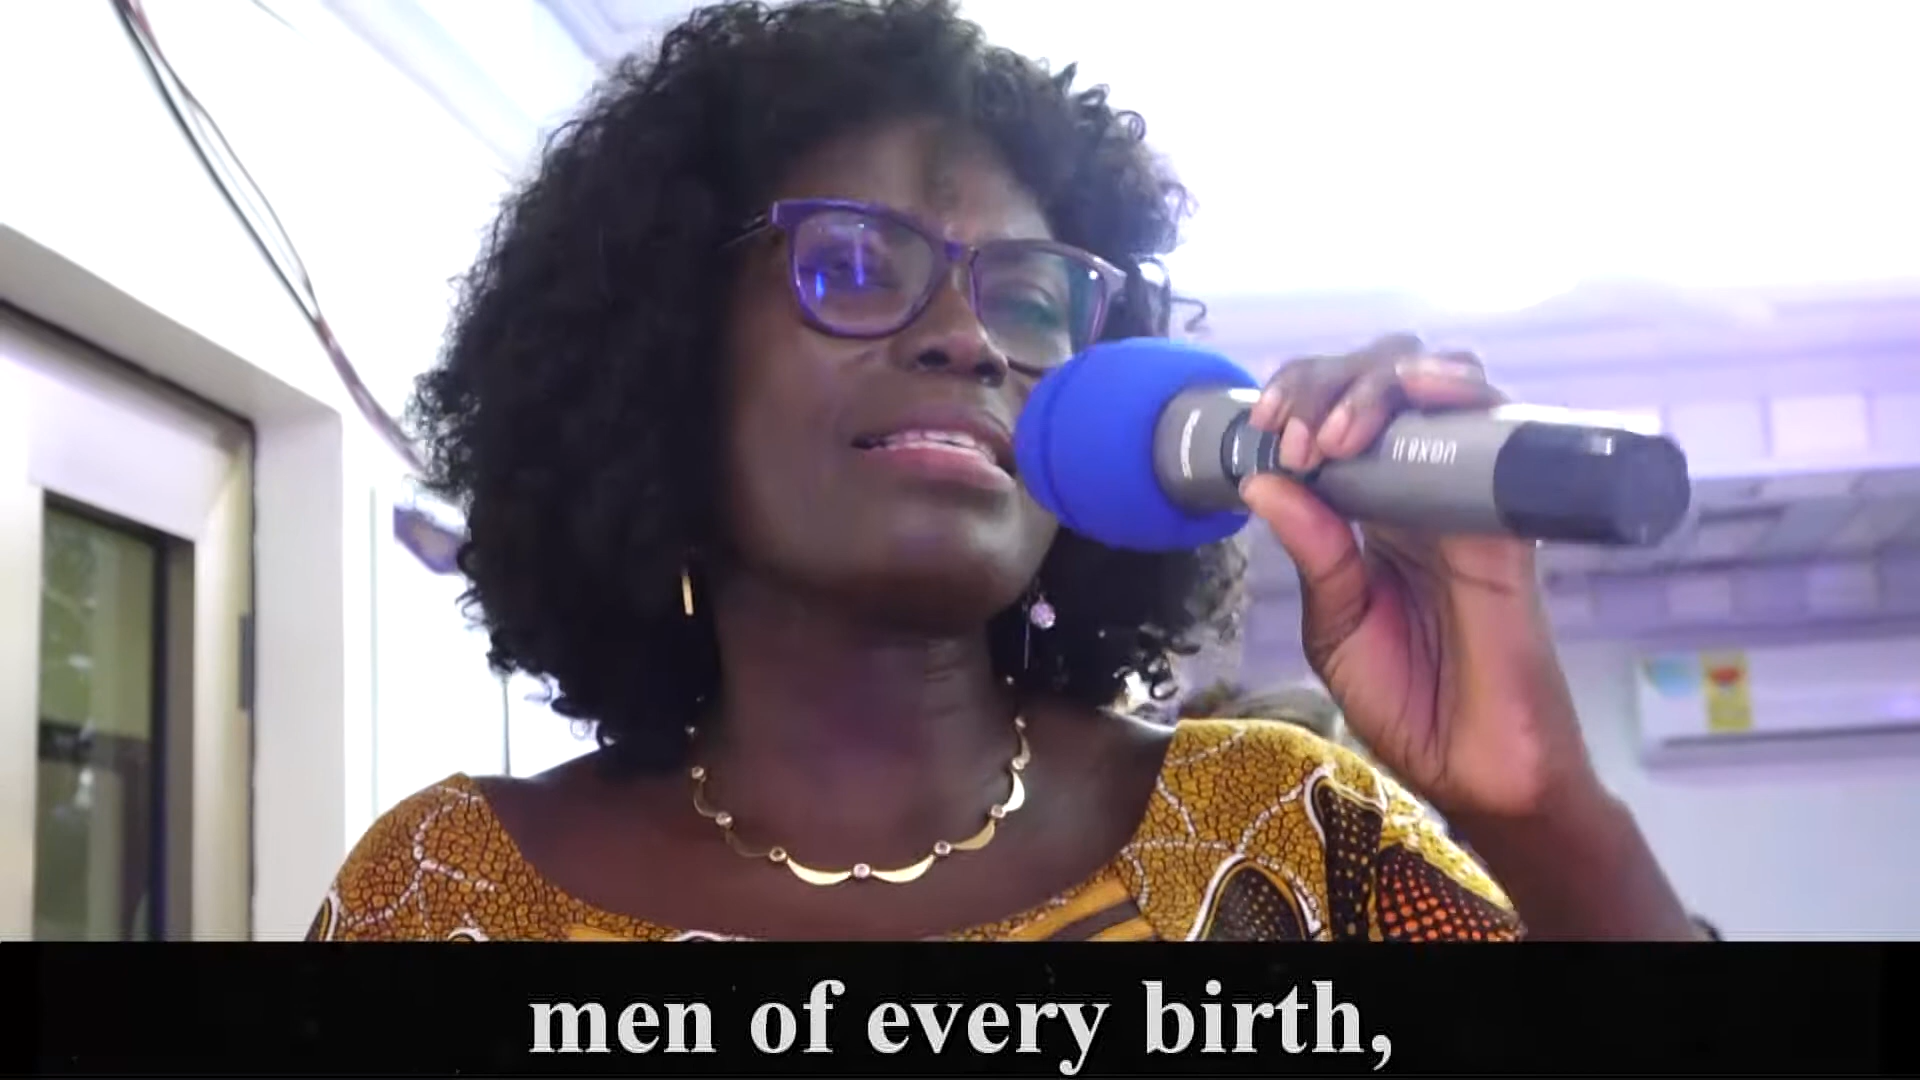 men of every birth,